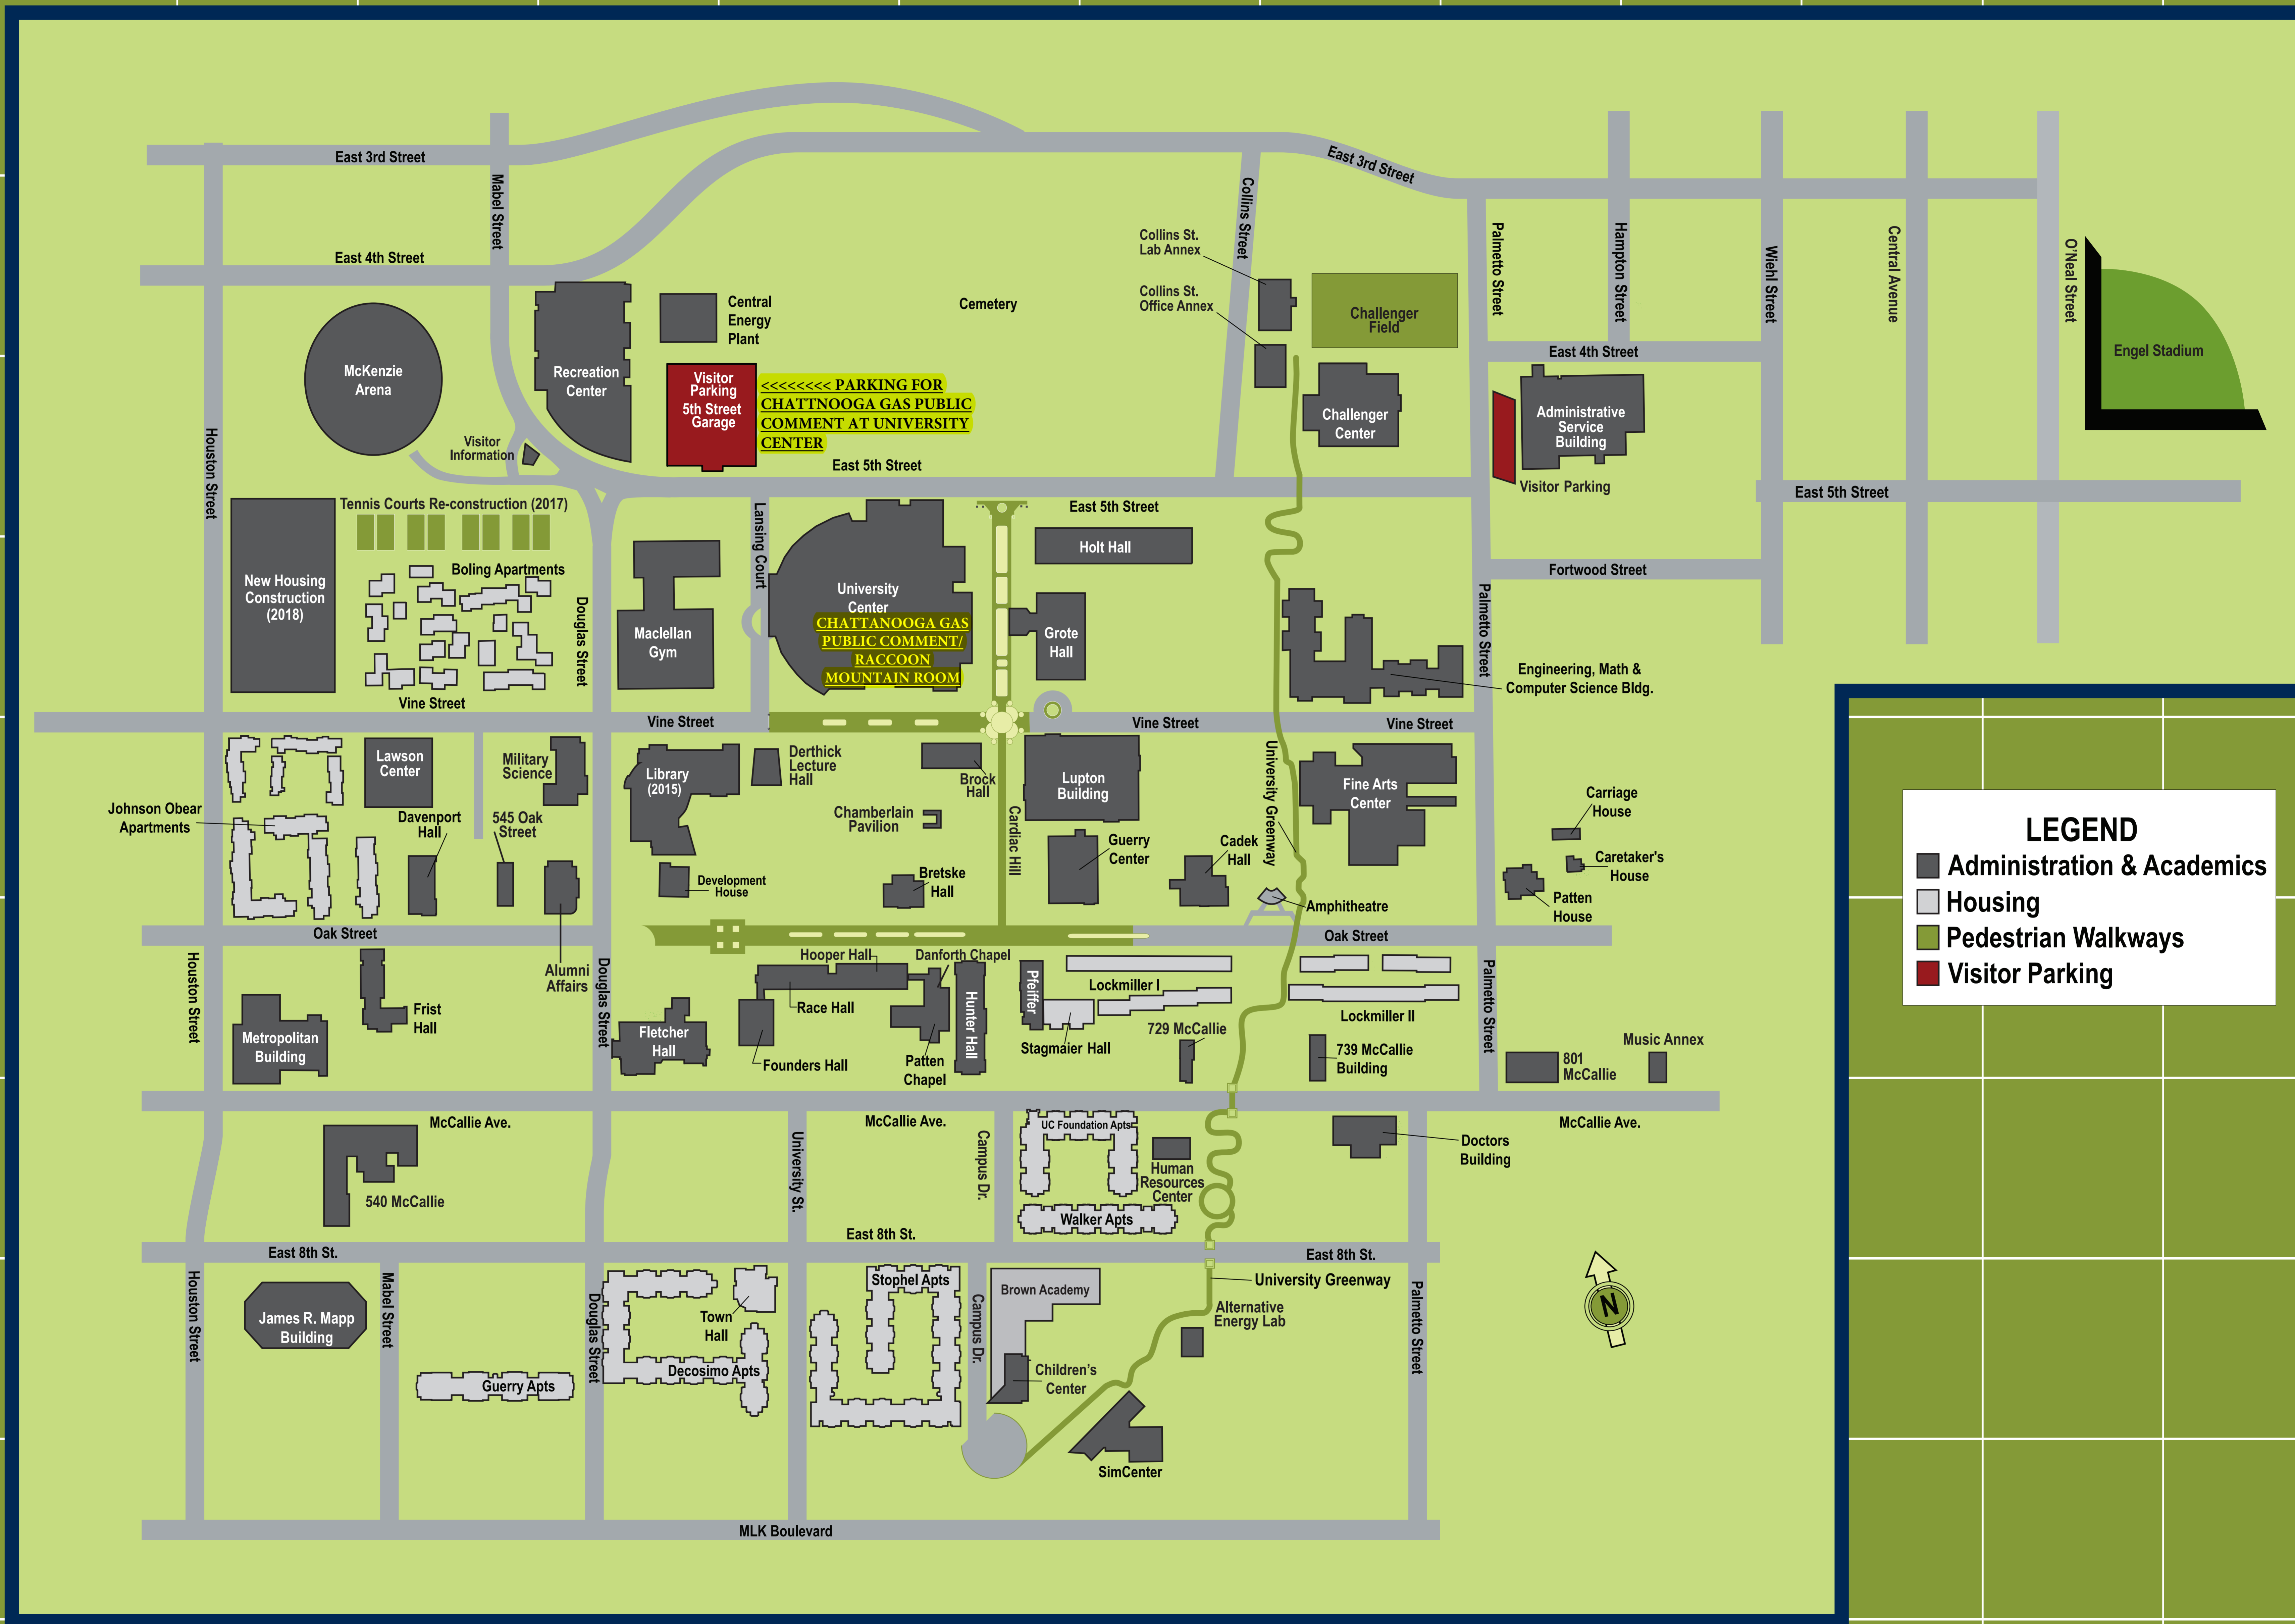 East 3rd Street
East 3rd Street
Mabel Street
Collins Street
Palmetto Street
Hampton Street
Wiehl Street
Central Avenue
O'Neal Street
East 4th Street
Collins St.
Lab Annex
Collins St.
Office Annex
Cemetery
Central
Energy
Plant
Challenger
Field
East 4th Street
Engel Stadium
McKenzie
Arena
Recreation
Center
Visitor
Parking
5th Street
Garage
<<<<<<<< PARKING FOR
CHATTNOOGA GAS PUBLIC
COMMENT AT UNIVERSITY
CENTER
Challenger
Center
Administrative
Service
Building
Visitor
Information
Houston Street
East 5th Street
Visitor Parking
East 5th Street
Tennis Courts Re-construction (2017)
Lansing Court
East 5th Street
Holt Hall
Boling Apartments
New Housing
Construction
(2018)
Douglas Street
Maclellan
Gym
University
Center
CHATTANOOGA GAS
PUBLIC COMMENT/
RACCOON
MOUNTAIN ROOM
Grote
Hall
Fortwood Street
Palmetto Street
Engineering, Math &
Computer Science Bldg.
Vine Street
Vine Street
Vine Street
Vine Street
Lawson
Center
Military
Science
Library
(2015)
Derthick
Lecture
Hall
Brock
Hall
Lupton
Building
University Greenway
Fine Arts
Center
Johnson Obear
Apartments
Davenport
Hall
545 Oak
Street
Chamberlain
Pavilion
Cardiac Hill
Guerry
Center
Cadek
Hall
Carriage
House
Caretaker's
House
Development
House
Bretske
Hall
Amphitheatre
Patten
House
Oak Street
Oak Street
Houston Street
Alumni
Affairs
Douglas Street
Hooper Hall
Danforth Chapel
Race Hall
Hunter Hall
Pfeiffer
Lockmiller I
Lockmiller II
Palmetto Street
Frist
Hall
Metropolitan
Building
Fletcher
Hall
Founders Hall
Patten
Chapel
Stagmaier Hall
729 McCallie
739 McCallie
Building
801
McCallie
Music Annex
McCallie Ave.
McCallie Ave.
McCallie Ave.
University St.
Campus Dr.
UC Foundation Apts
Human
Resources
Center
Doctors
Building
540 McCallie
Walker Apts
East 8th St.
East 8th St.
East 8th St.
Houston Street
Mabel Street
Douglas Street
James R. Mapp
Building
Town
Hall
Stophel Apts
Campus Dr.
Brown Academy
University Greenway
Alternative
Energy Lab
Palmetto Street
Guerry Apts
Decosimo Apts
Children's
Center
SimCenter
MLK Boulevard
N
LEGEND
Administration & Academics
Housing
Pedestrian Walkways
Visitor Parking